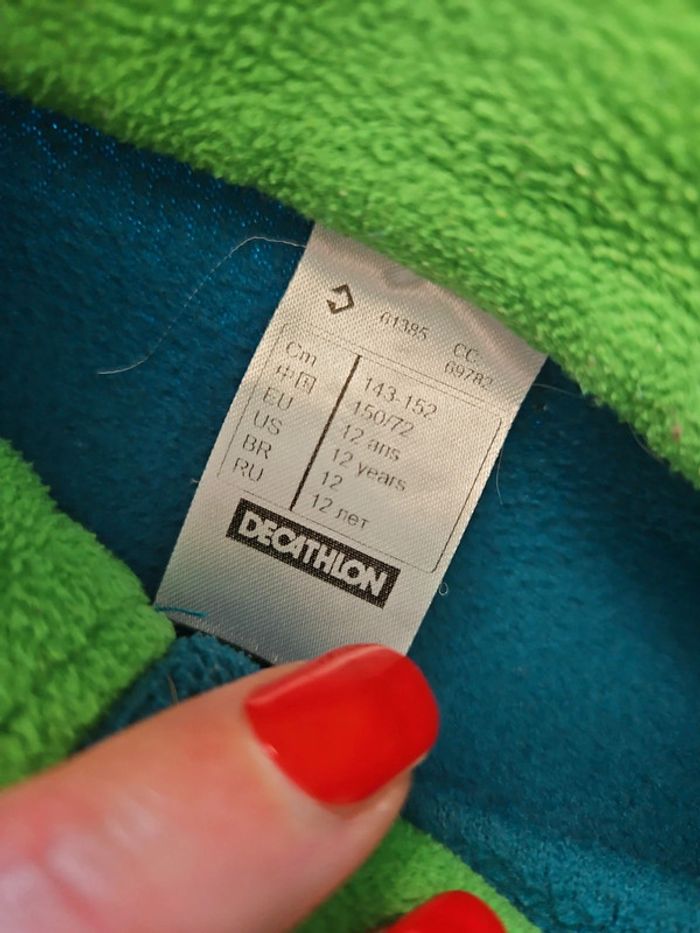 61385 CC-
69782
Cm 143-152
中国 150/72
EU 12 ans
US 12 years
BR 12
RU 12 лет
DECATHLON